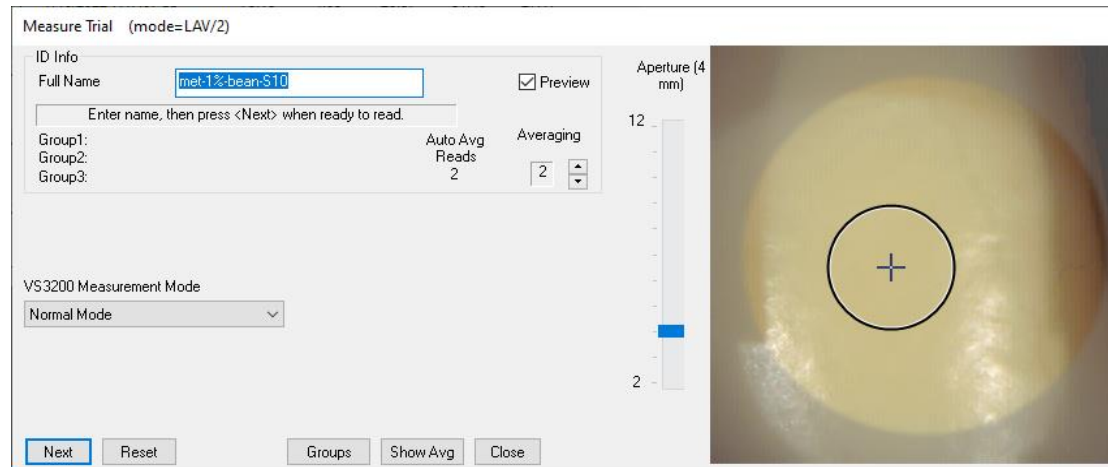 Measure Trial (mode=LAV/2)
ID Info
Full Name met-1%-bean-S10
Preview
Enter name, then press <Next> when ready to read.
Group1:
Group2:
Group3:
Auto Avg
Reads
2
Averaging
2
Aperture (4
mm)
12
2
VS3200 Measurement Mode
Normal Mode
Next Reset Groups Show Avg Close